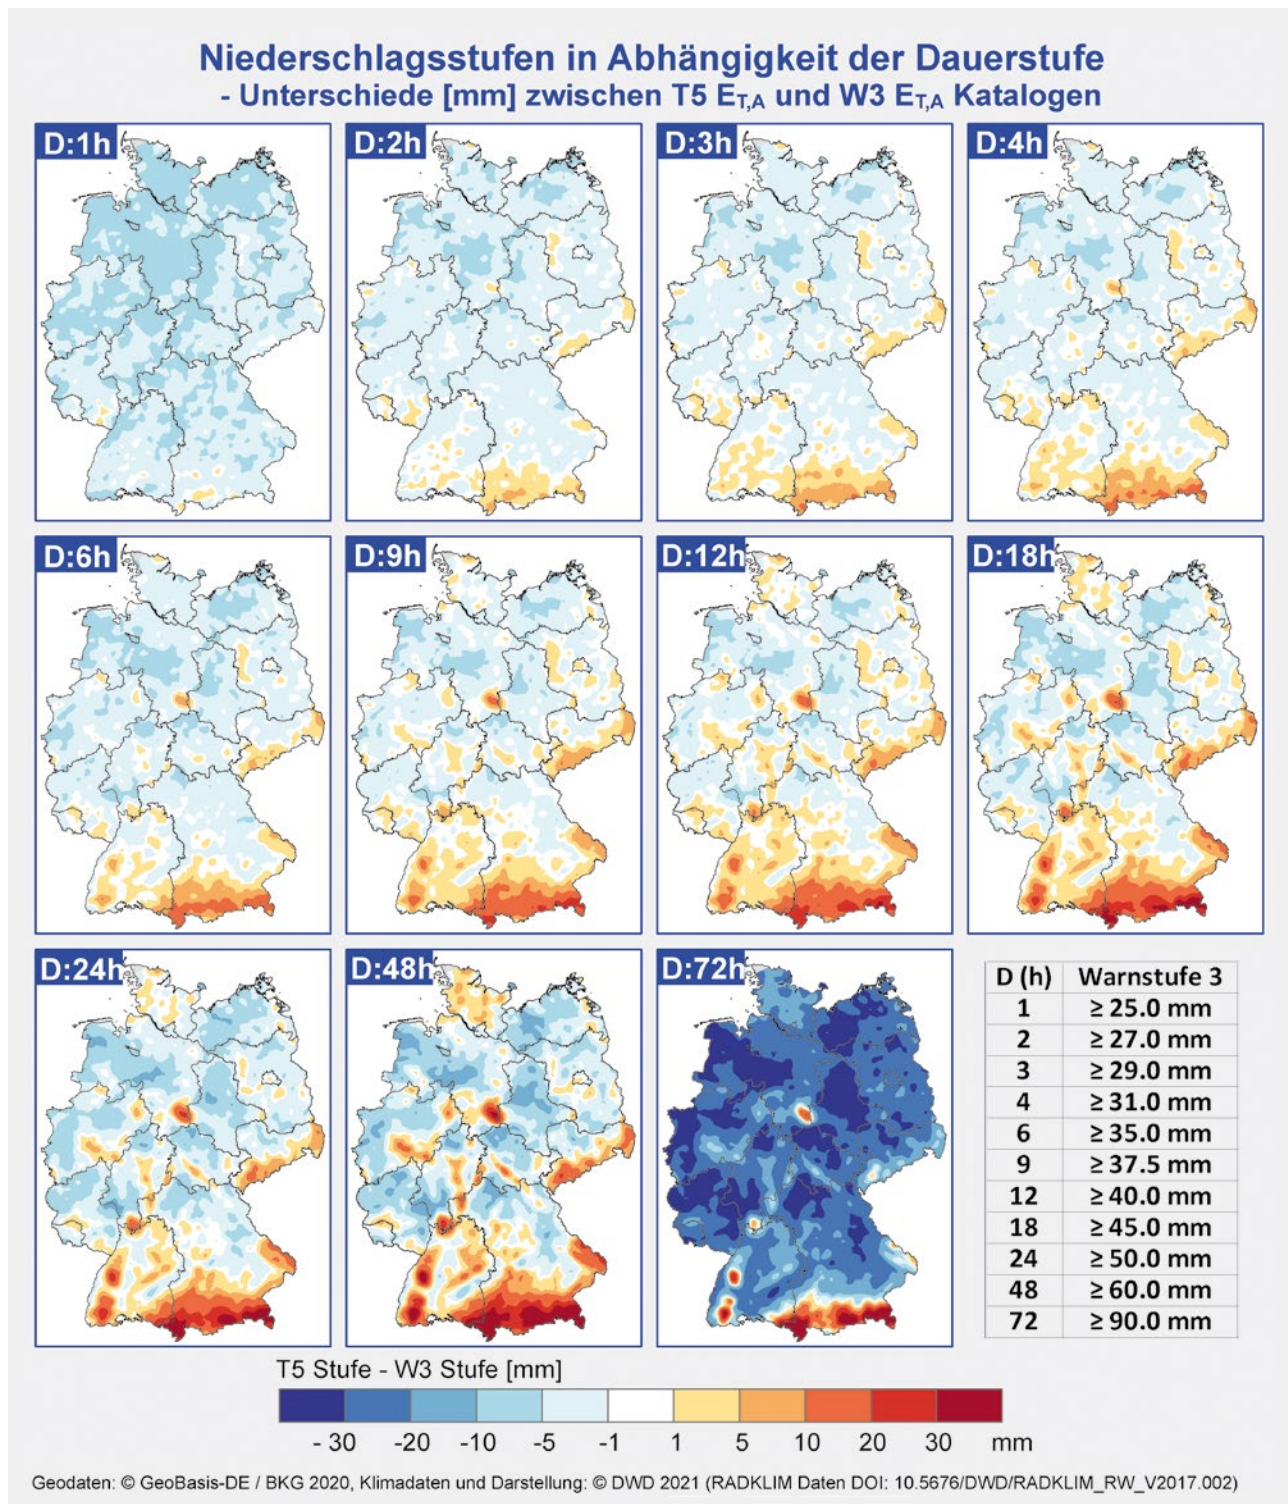 Niederschlagsstufen in Abhängigkeit der Dauerstufe
- Unterschiede [mm] zwischen T5 ET,A und W3 ET,A Katalogen
D:1h
D:2h
D:3h
D:4h
D:6h
D:9h
D:12h
D:18h
D:24h
D:48h
D:72h
D (h) Warnstufe 3
1 ≥ 25.0 mm
2 ≥ 27.0 mm
3 ≥ 29.0 mm
4 ≥ 31.0 mm
6 ≥ 35.0 mm
9 ≥ 37.5 mm
12 ≥ 40.0 mm
18 ≥ 45.0 mm
24 ≥ 50.0 mm
48 ≥ 60.0 mm
72 ≥ 90.0 mm
T5 Stufe - W3 Stufe [mm]
- 30 -20 -10 -5 -1 1 5 10 20 30 mm
Geodaten: © GeoBasis-DE / BKG 2020, Klimadaten und Darstellung: © DWD 2021 (RADKLIM Daten DOI: 10.5676/DWD/RADKLIM_RW_V2017.002)